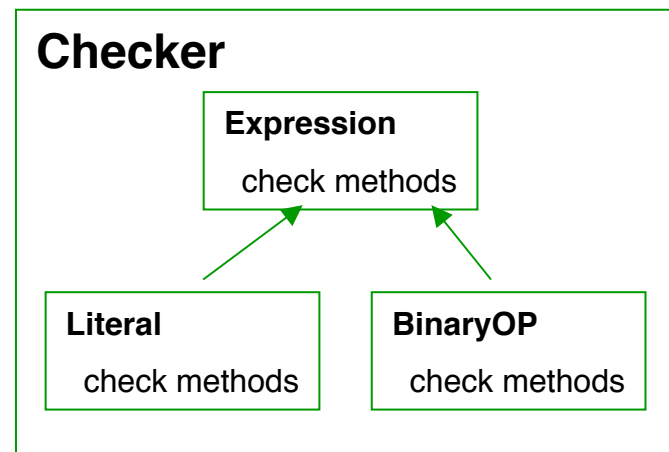 Checker
Expression
check methods
Literal
check methods
BinaryOP
check methods